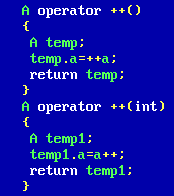 A operator ++()
{
A temp;
temp.a=++a;
return temp;
}
A operator ++(int)
{
A temp1;
temp1.a=a++;
return temp1;
}